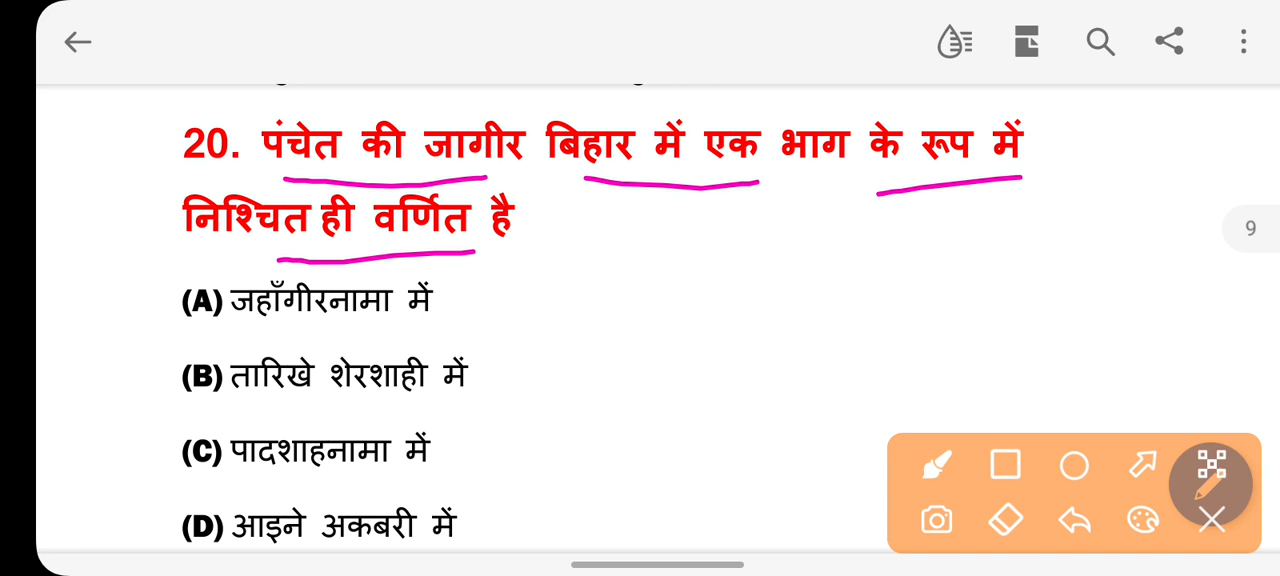 20. पंचेत की जागीर बिहार में एक भाग के रूप में
निश्चित ही वर्णित है
9
(A) जहाँगीरनामा में
(B) तारिखे शेरशाही में
(C) पादशाहनामा में
(D) आइने अकबरी में